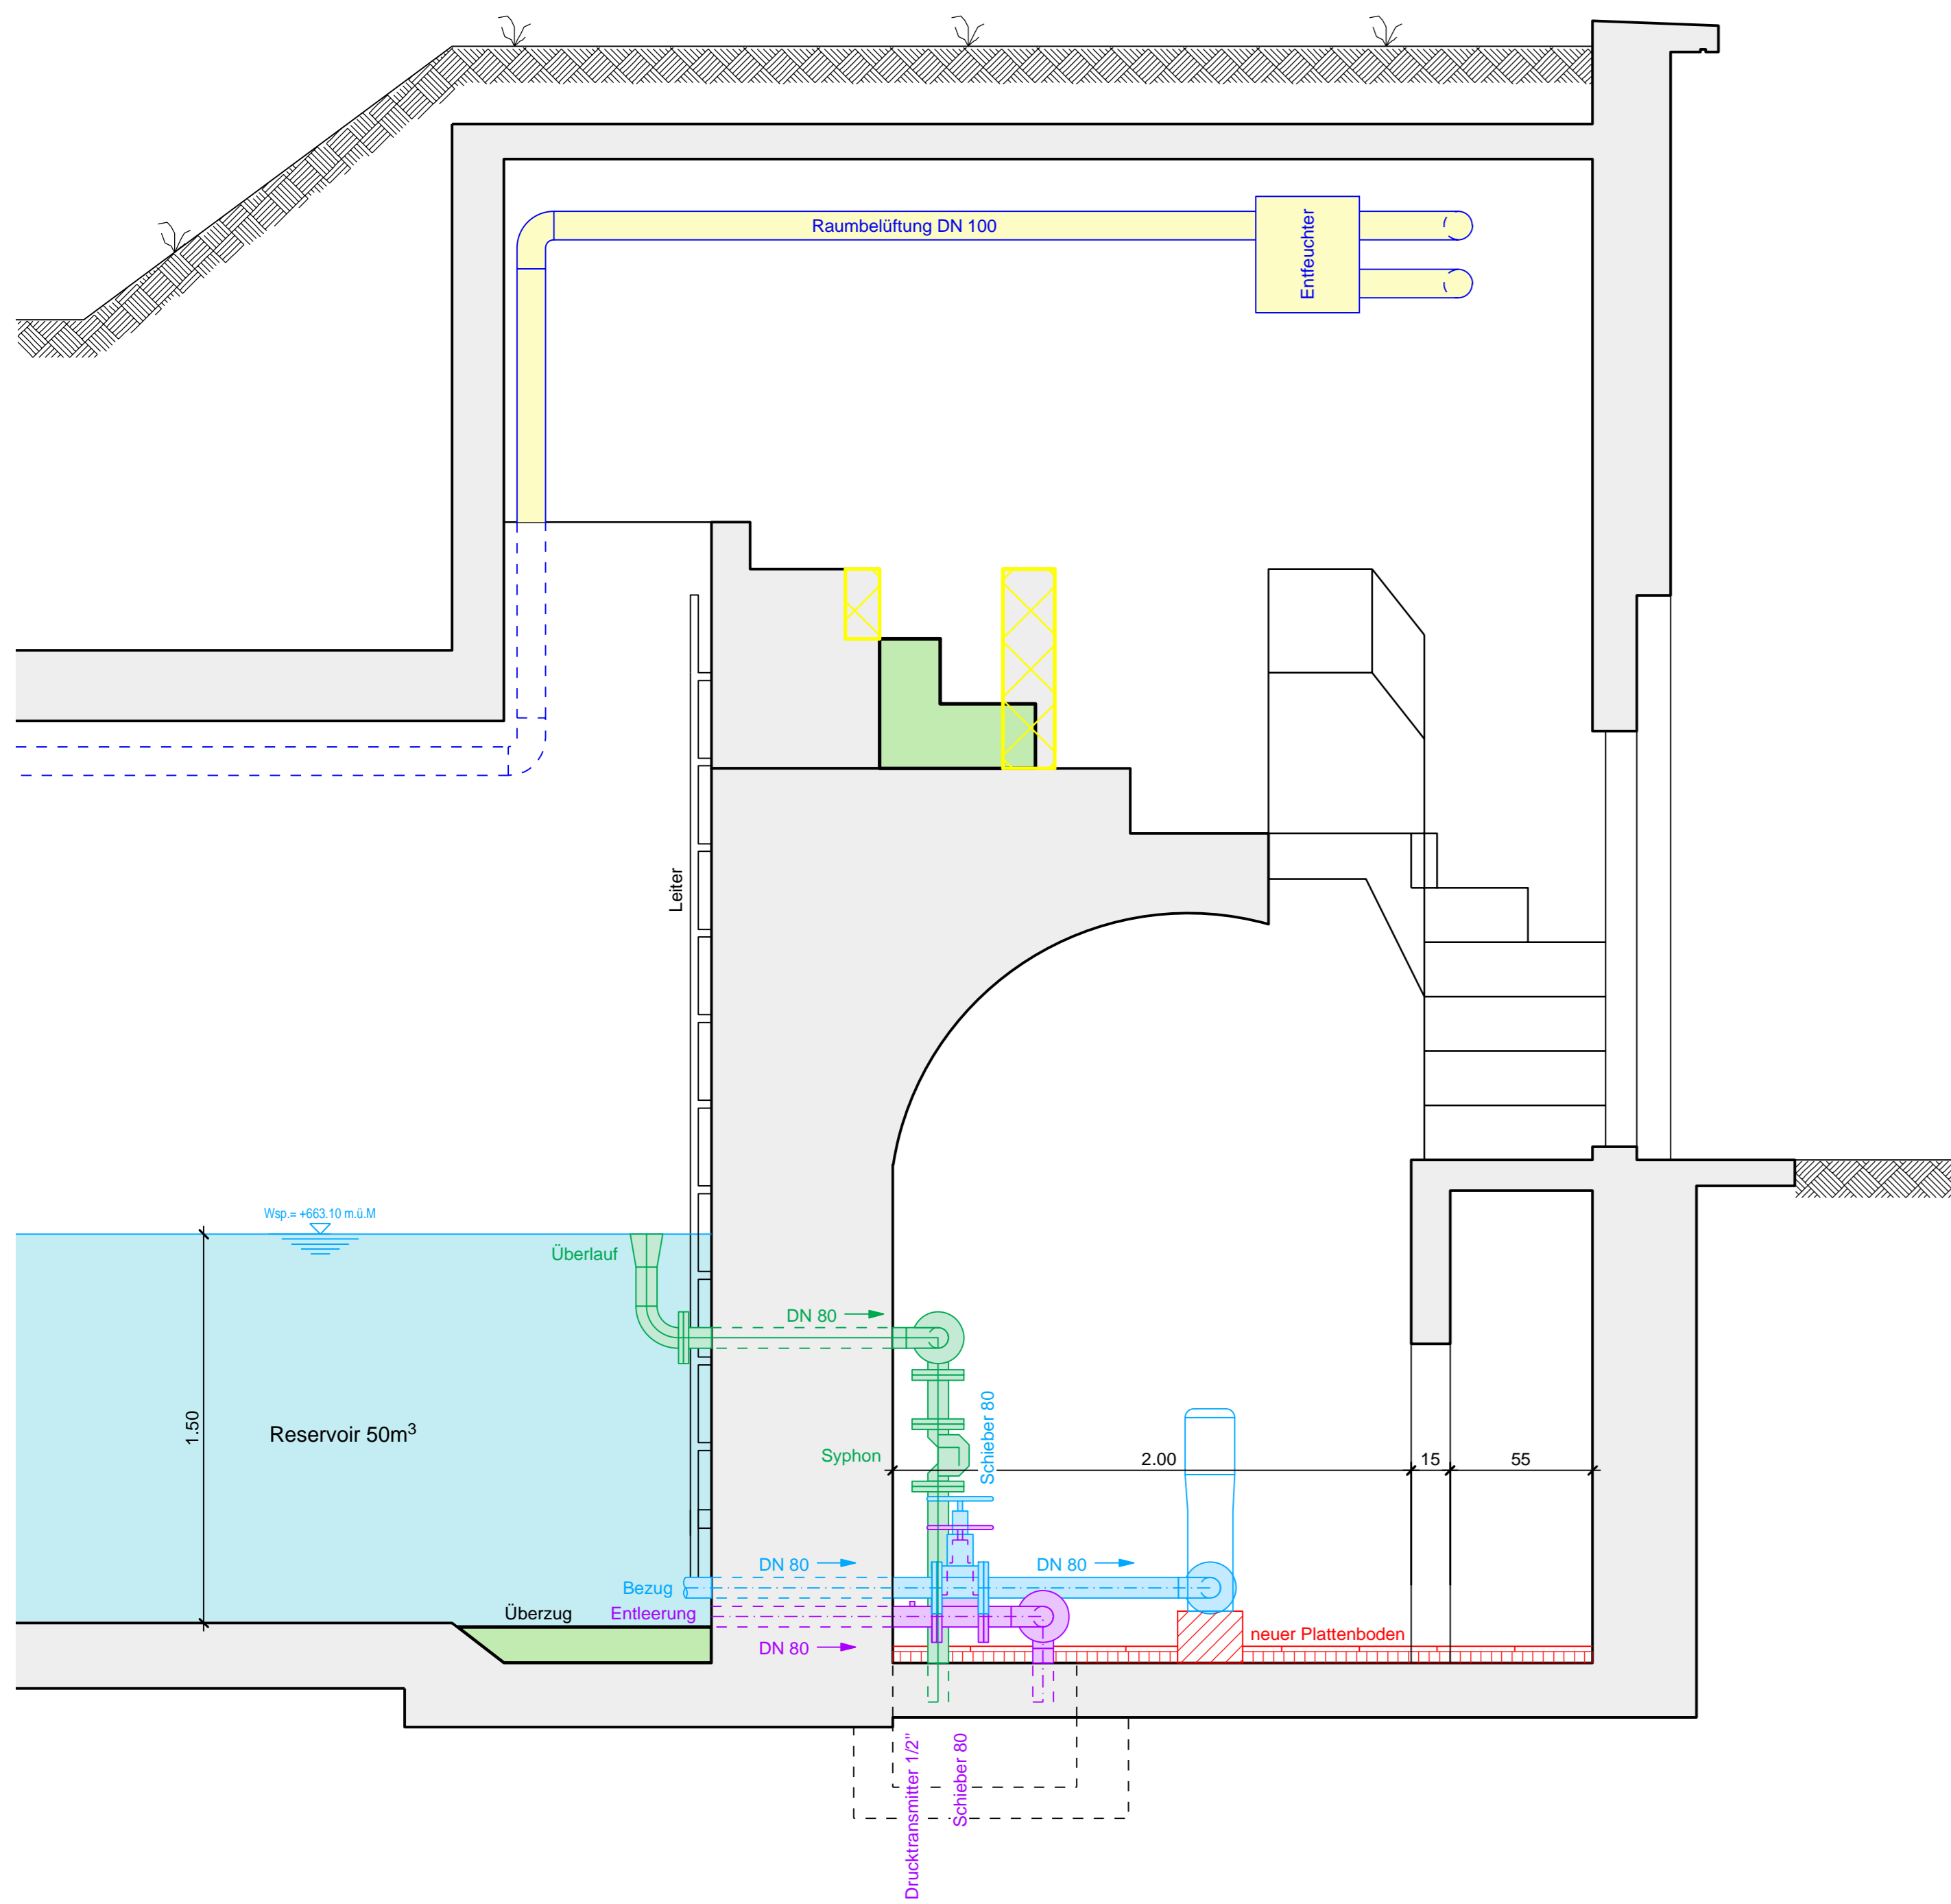 Raumbelüftung DN 100
Entfeuchter
Leiter
Wsp.= +663.10 m.ü.M
Überlauf
DN 80
1.50
Reservoir 50m³
Syphon
Schieber 80
2.00
15
55
DN 80
DN 80
Bezug
Überzug
Entleerung
DN 80
neuer Plattenboden
Drucktransmitter 1/2"
Schieber 80